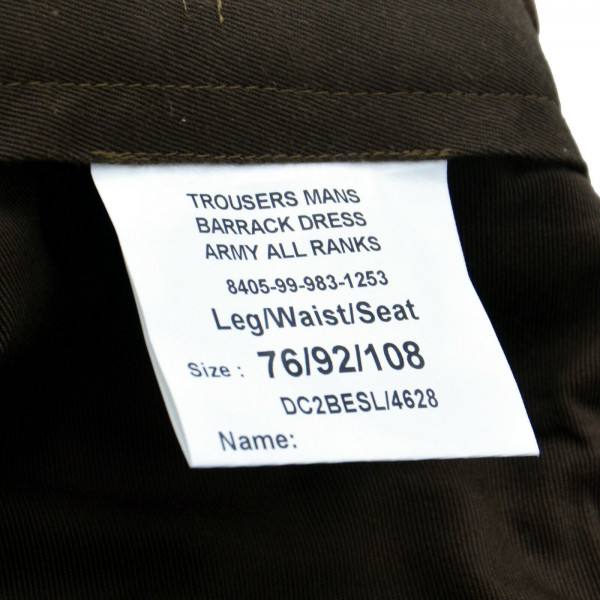 TROUSERS MANS
BARRACK DRESS
ARMY ALL RANKS
8405-99-983-1253
Leg/Waist/Seat
Size : 76/92/108
DC2BESL/4628
Name: